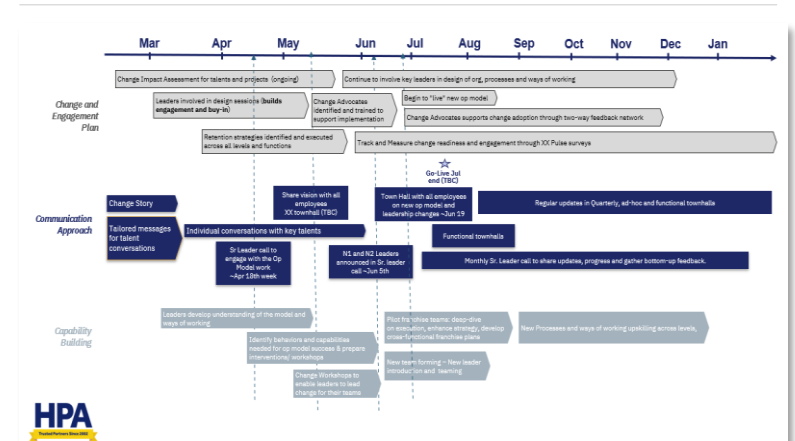 Mar Apr May Jun Jul Aug Sep Oct Nov Dec Jan
Change and
Engagement
Plan
Change Impact Assessment for talents and projects (ongoing)
Continue to involve key leaders in design of org, processes and ways of working
Leaders involved in design sessions (builds
engagement and buy-in)
Change Advocates
identified and trained to
support implementation
Begin to "live" new op model
Change Advocates supports change adoption through two-way feedback network
Retention strategies identified and executed
across all levels and functions
Track and Measure change readiness and engagement through XX Pulse surveys
Go-Live Jul
end (TBC)
Communication
Approach
Change Story
Share vision with all
employees
XX townhall (TBC)
Town Hall with all employees
on new op model and
leadership changes ~Jun 19
Regular updates in Quarterly, ad-hoc and functional townhalls
Tailored messages
for talent
conversations
Individual conversations with key talents
Functional townhalls
Sr Leader call to
engage with the Op
Model work
~Apr 18th week
N1 and N2 Leaders
announced in Sr. leader
call ~Jun 5th
Monthly Sr. Leader call to share updates, progress and gather bottom-up feedback.
Capability
Building
Leaders develop understanding of the model and
ways of working
Identify behaviors and capabilities
needed for op model success & prepare
interventions/ workshops
Change Workshops to
enable leaders to lead
change for their teams
Pilot franchise teams: deep-dive
on execution, enhance strategy, develop
cross-functional franchise plans
New team forming – New leader
introduction and teaming
New Processes and ways of working upskilling across levels,
HPA
Trusted Partners Since 2002